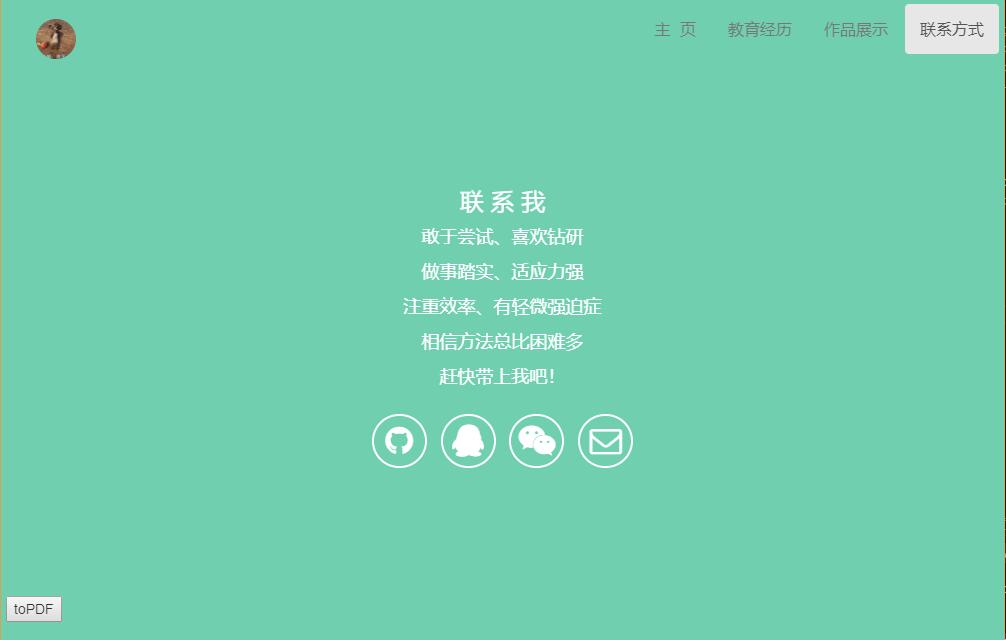 主 页 教育经历 作品展示 联系方式
联 系 我
敢于尝试、喜欢钻研
做事踏实、适应力强
注重效率、有轻微强迫症
相信方法总比困难多
赶快带上我吧!
toPDF